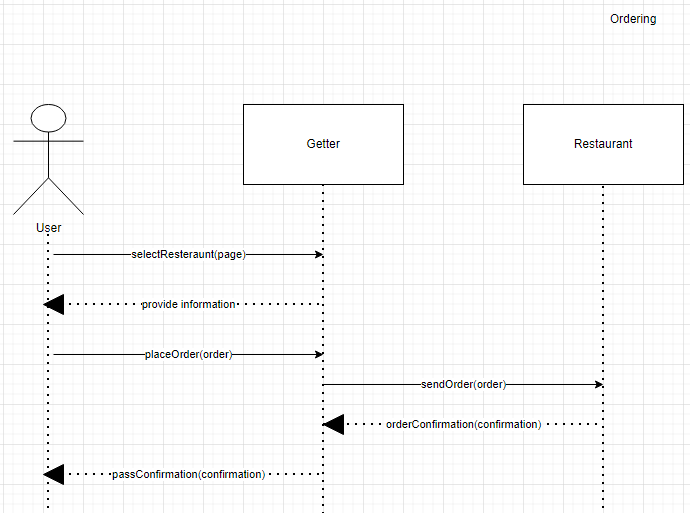 Ordering
Getter
Restaurant
User
selectResteraunt(page)
provide information
placeOrder(order)
sendOrder(order)
orderConfirmation(confirmation)
passConfirmation(confirmation)